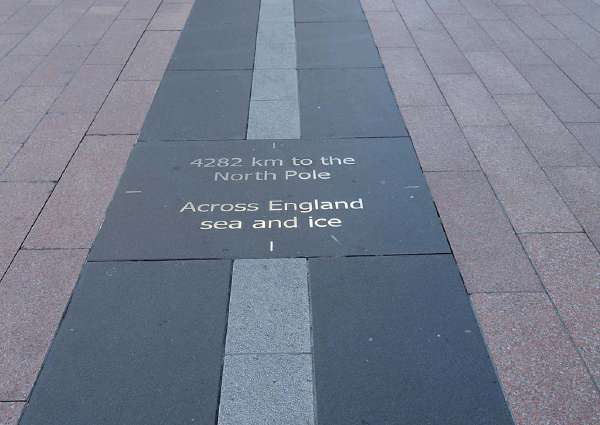 4282 km to the
North Pole
Across England
sea and ice